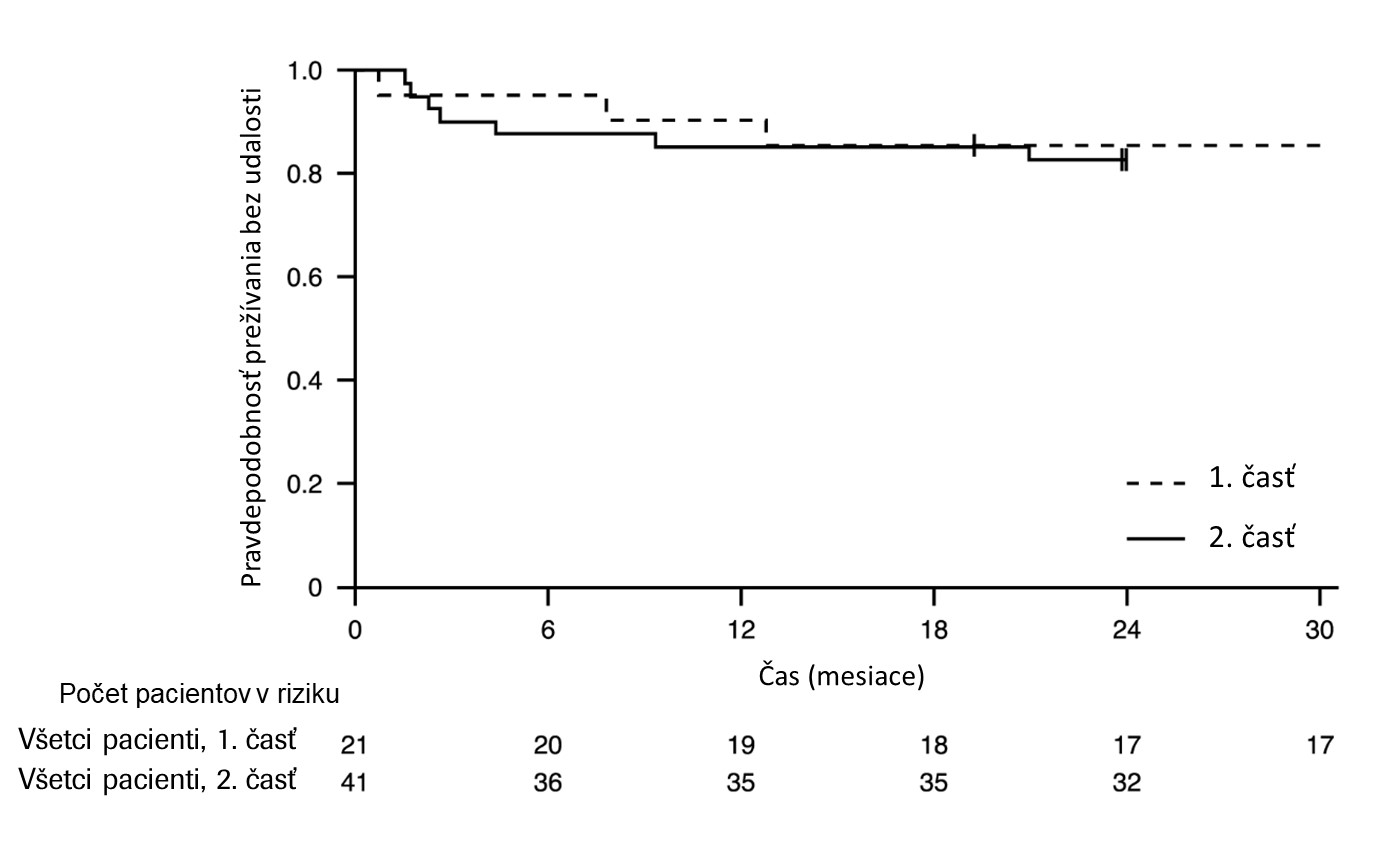 Pravdepodobnosť prežívania bez udalosti
1.0
0.8
0.6
0.4
0.2
0
1. časť
2. časť
0 6 12 18 24 30
Čas (mesiace)
Počet pacientov v riziku
Všetci pacienti, 1. časť 21 20 19 18 17 17
Všetci pacienti, 2. časť 41 36 35 35 32